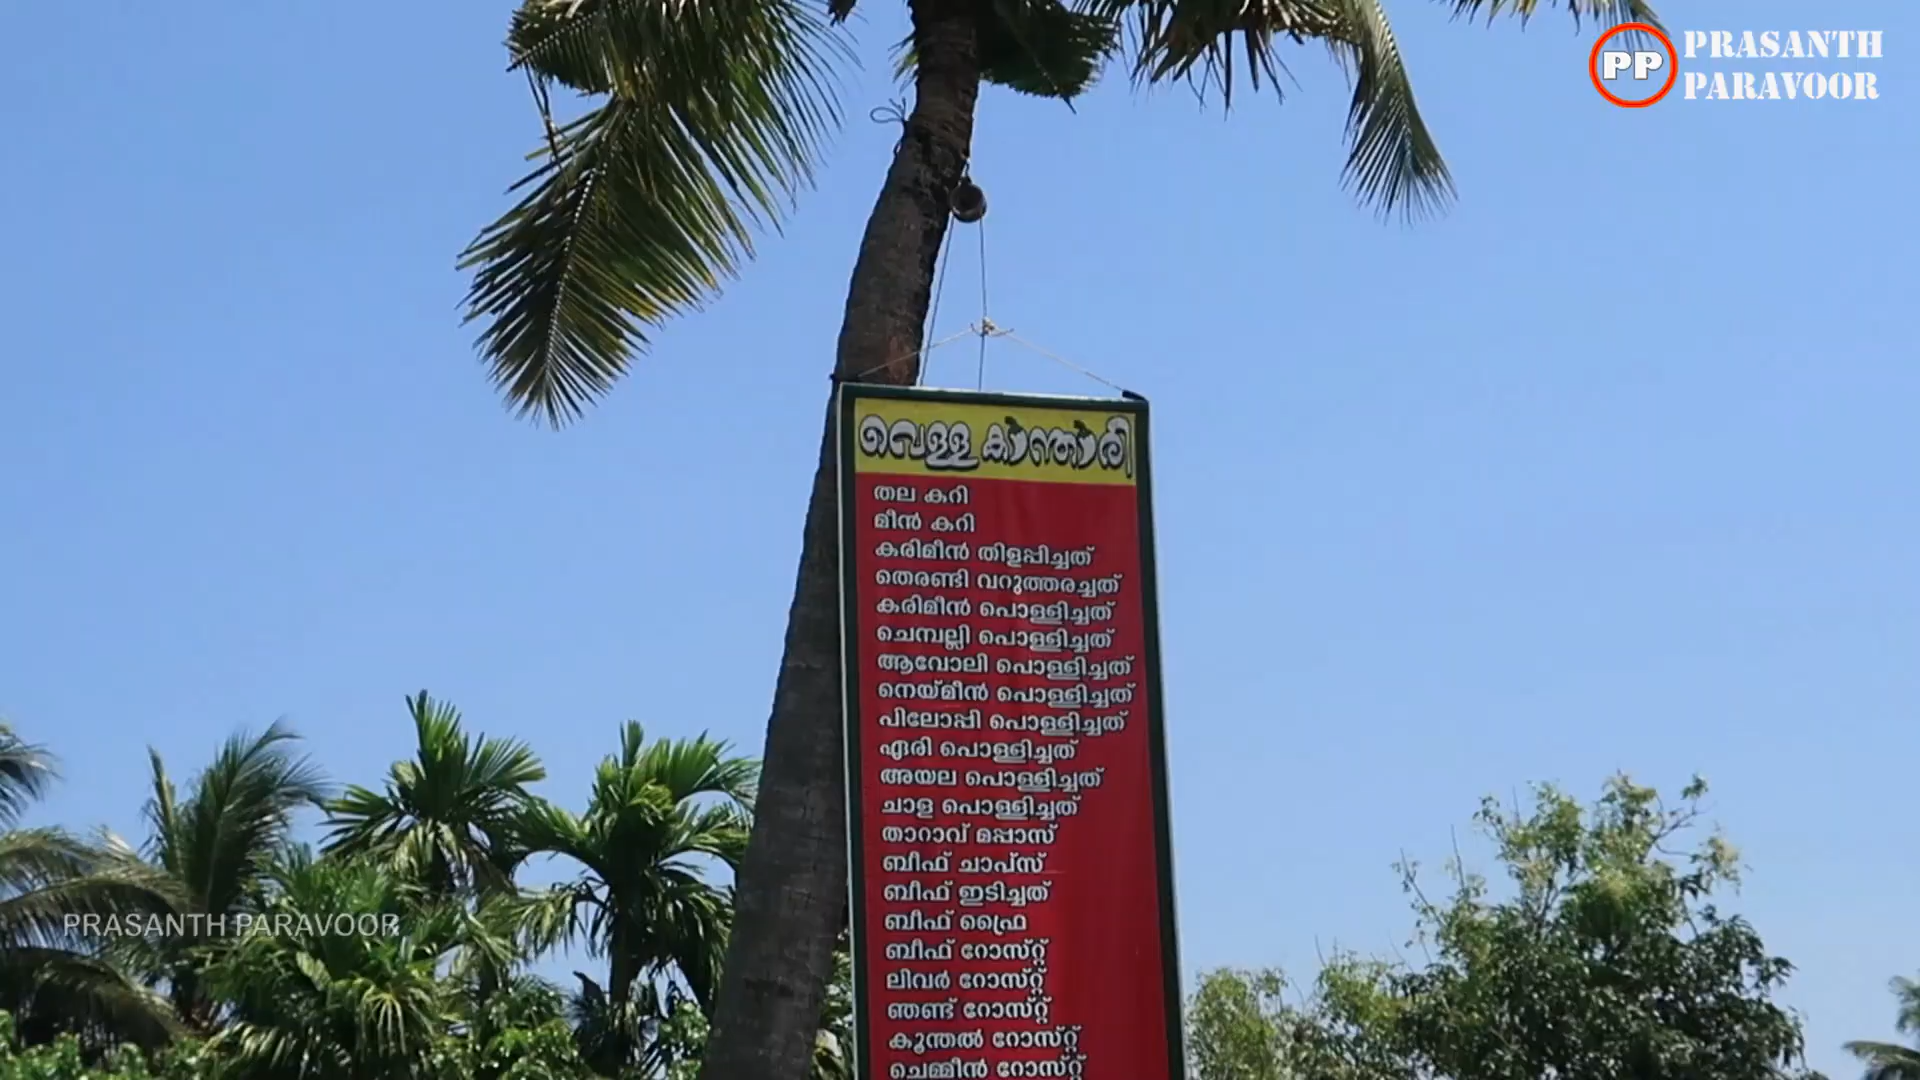 PRASANTH
PARAVOOR
PP
വെള്ള കാന്താരി
തല കറി
മീൻ കറി
കരിമീൻ തിളപ്പിച്ചത്
തെരണ്ടി വറുത്തരച്ചത്
കരിമീൻ പൊള്ളിച്ചത്
ചെമ്പല്ലി പൊള്ളിച്ചത്
ആവോലി പൊള്ളിച്ചത്
നെയ്മീൻ പൊള്ളിച്ചത്
പിലോപ്പി പൊള്ളിച്ചത്
ഏരി പൊള്ളിച്ചത്
അയല പൊള്ളിച്ചത്
ചാള പൊള്ളിച്ചത്
താറാവ് മപ്പാസ്
ബീഫ് ചാപ്സ്
ബീഫ് ഇടിച്ചത്
ബീഫ് ഫ്രൈ
ബീഫ് റോസ്റ്റ്
ലിവർ റോസ്റ്റ്
ഞണ്ട് റോസ്റ്റ്
കൂന്തൽ റോസ്റ്റ്
ചെമ്മീൻ റോസ്റ്റ്
PRASANTH PARAVOOR